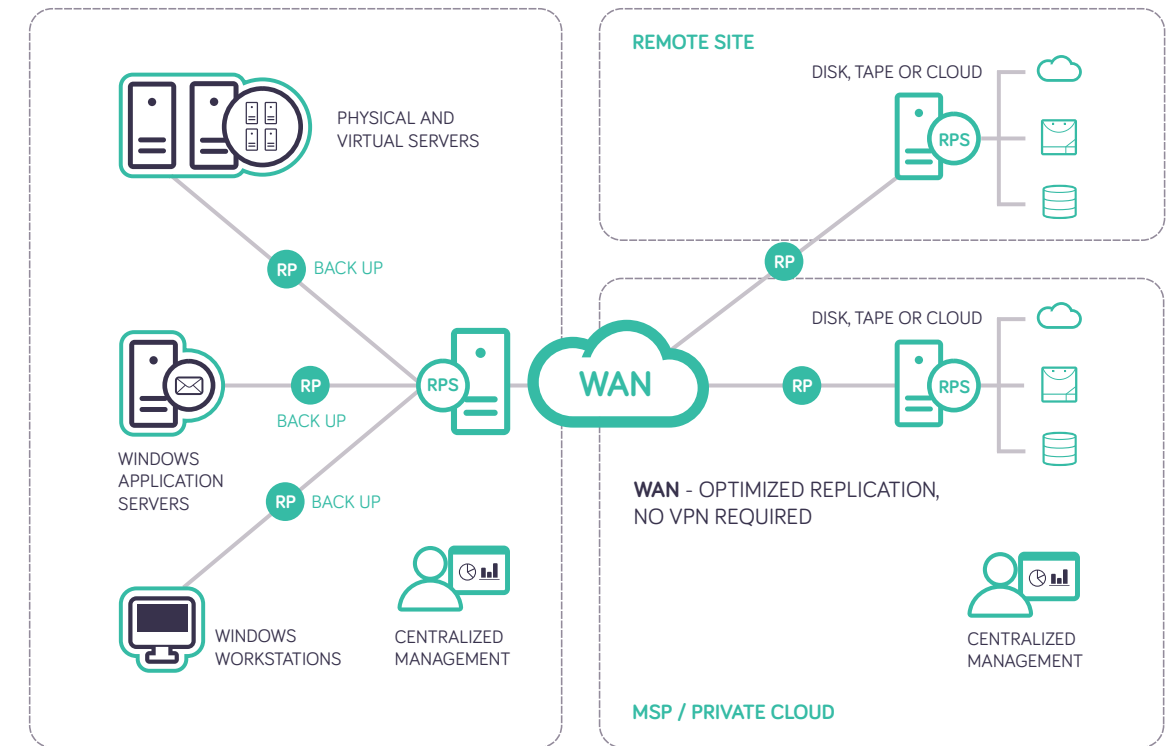 PHYSICAL AND
VIRTUAL SERVERS
RP
BACK UP
RP
BACK UP
WINDOWS
APPLICATION
SERVERS
RP
BACK UP
WINDOWS
WORKSTATIONS
CENTRALIZED
MANAGEMENT
RPS
WAN
REMOTE SITE
DISK, TAPE OR CLOUD
RPS
RP
DISK, TAPE OR CLOUD
RP
RPS
WAN - OPTIMIZED REPLICATION,
NO VPN REQUIRED
CENTRALIZED
MANAGEMENT
MSP / PRIVATE CLOUD